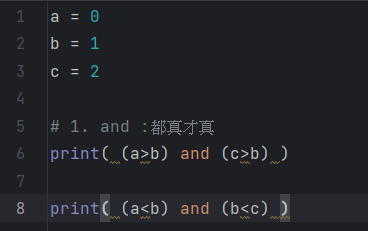 1 a = 0
2 b = 1
3 c = 2
4
5 # 1. and :都真才真
6 print( (a>b) and (c>b) )
7
8 print( (a<b) and (b<c) )